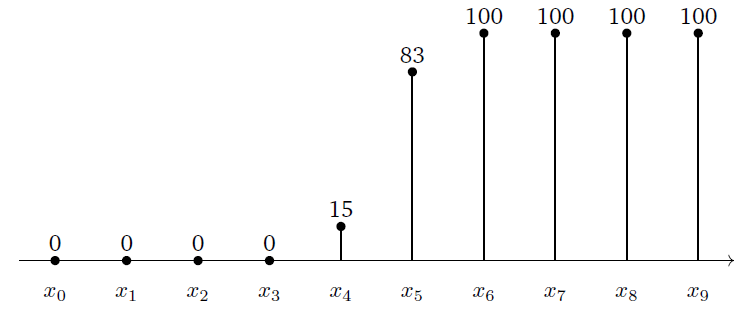 100 100 100 100
83
15
0 0 0 0
x₀ x₁ x₂ x₃ x₄ x₅ x₆ x₇ x₈ x₉